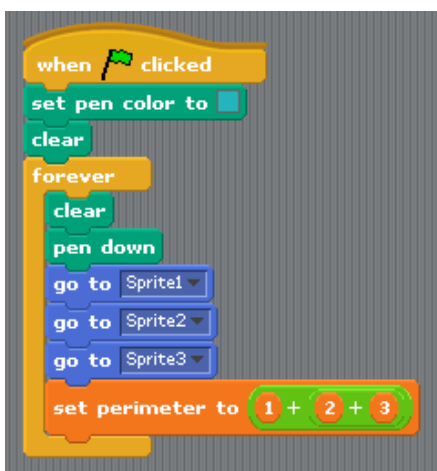 when clicked
set pen color to
clear
forever
clear
pen down
go to Sprite1
go to Sprite2
go to Sprite3
set perimeter to 1 + 2 + 3